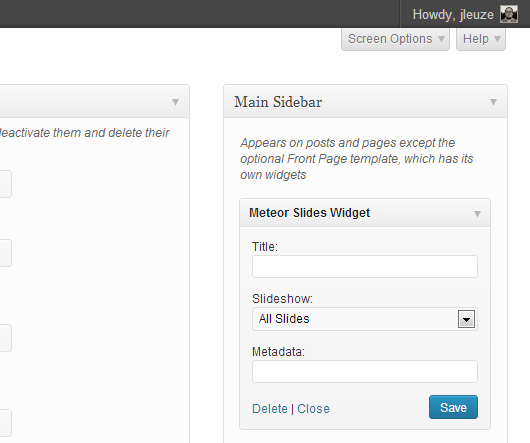 Howdy, jleuze
Screen Options
Help
deactivate them and delete their
Main Sidebar
Appears on posts and pages except the
optional Front Page template, which has its
own widgets
Meteor Slides Widget
Title:
Slideshow:
All Slides
Metadata:
Delete | Close
Save